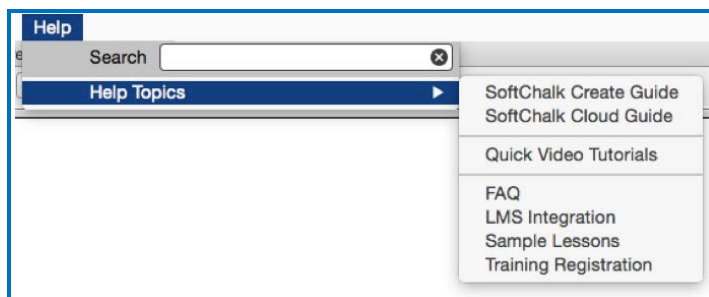 Help
Search
Help Topics
SoftChalk Create Guide
SoftChalk Cloud Guide
Quick Video Tutorials
FAQ
LMS Integration
Sample Lessons
Training Registration